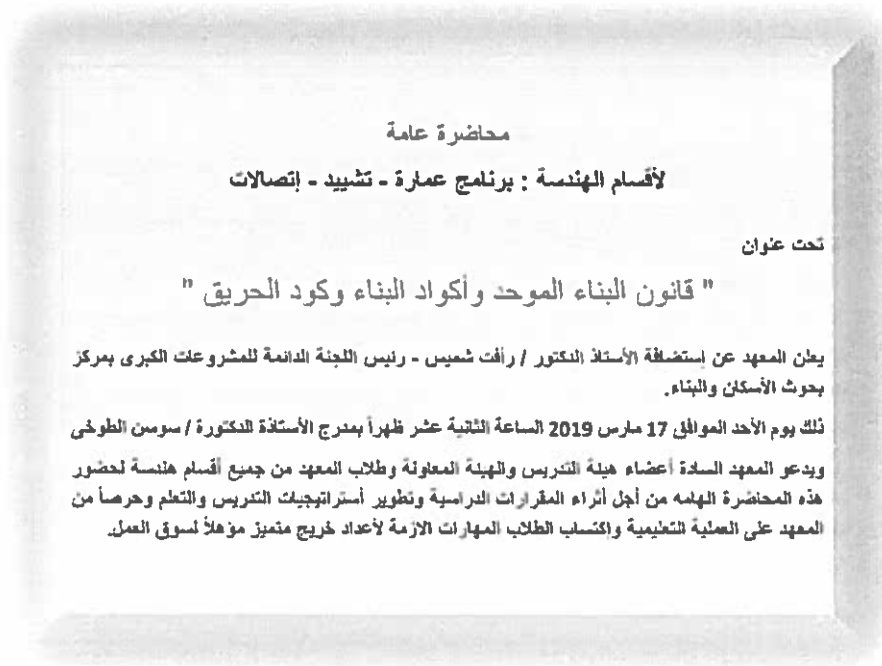 محاضرة عامة
لأقسام الهندسة : برنامج عمارة - تشييد - إتصالات
تحت عنوان
" قانون البناء الموحد وأكواد البناء وكود الحريق "
يعلن المعهد عن إستضافة الأستاذ الدكتور / رأفت شميس - رئيس اللجنة الدائمة للمشروعات الكبرى بمركز
بحوث الأسكان والبناء.
ذلك يوم الأحد الموافق 17 مارس 2019 الساعة الثانية عشر ظهراً بمدرج الأستاذة الدكتورة / سوسن الطوخى
ويدعو المعهد السادة أعضاء هيئة التدريس والهيئة المعاونة وطلاب المعهد من جميع أقسام هندسة لحضور
هذه المحاضرة الهامه من أجل أثراء المقرارات الدراسية وتطوير أستراتيجيات التدريس والتعلم وحرصاً من
المعهد على العملية التعليمية وإكتساب الطلاب المهارات الازمة لأعداد خريج متميز مؤهلاً لسوق العمل.